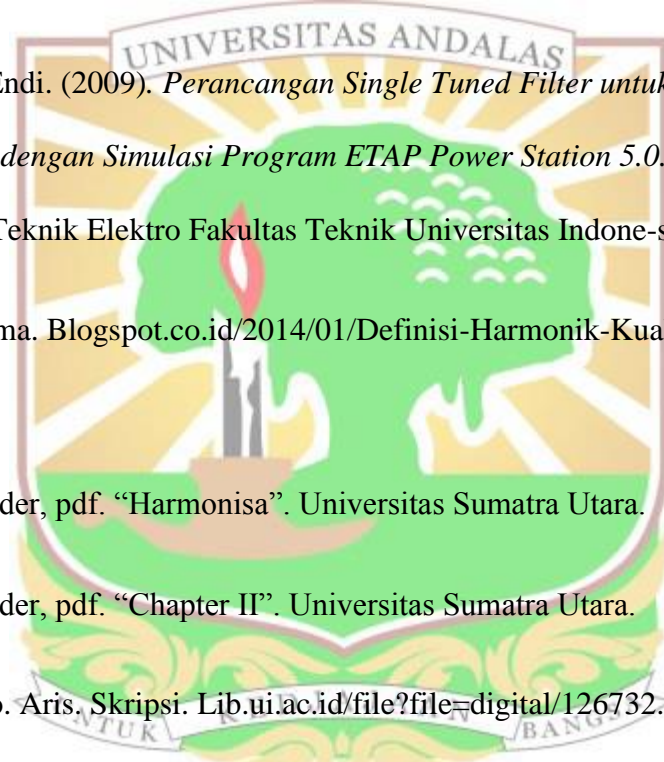 UNIVERSITAS ANDALAS
Endi. (2009). Perancangan Single Tuned Filter untuk
dengan Simulasi Program ETAP Power Station 5.0.
Teknik Elektro Fakultas Teknik Universitas Indone-s
ma. Blogspot.co.id/2014/01/Definisi-Harmonik-Kua
der, pdf. “Harmonisa”. Universitas Sumatra Utara.
der, pdf. “Chapter II”. Universitas Sumatra Utara.
. Aris. Skripsi. Lib.ui.ac.id/file?file=digital/126732.
UNTUK